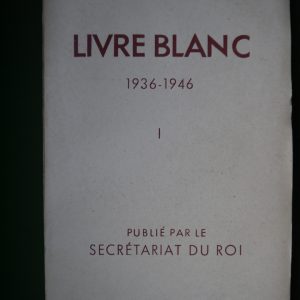 LIVRE BLANC
1936-1946
I
PUBLIÉ PAR LE
SECRÉTARIAT DU ROI